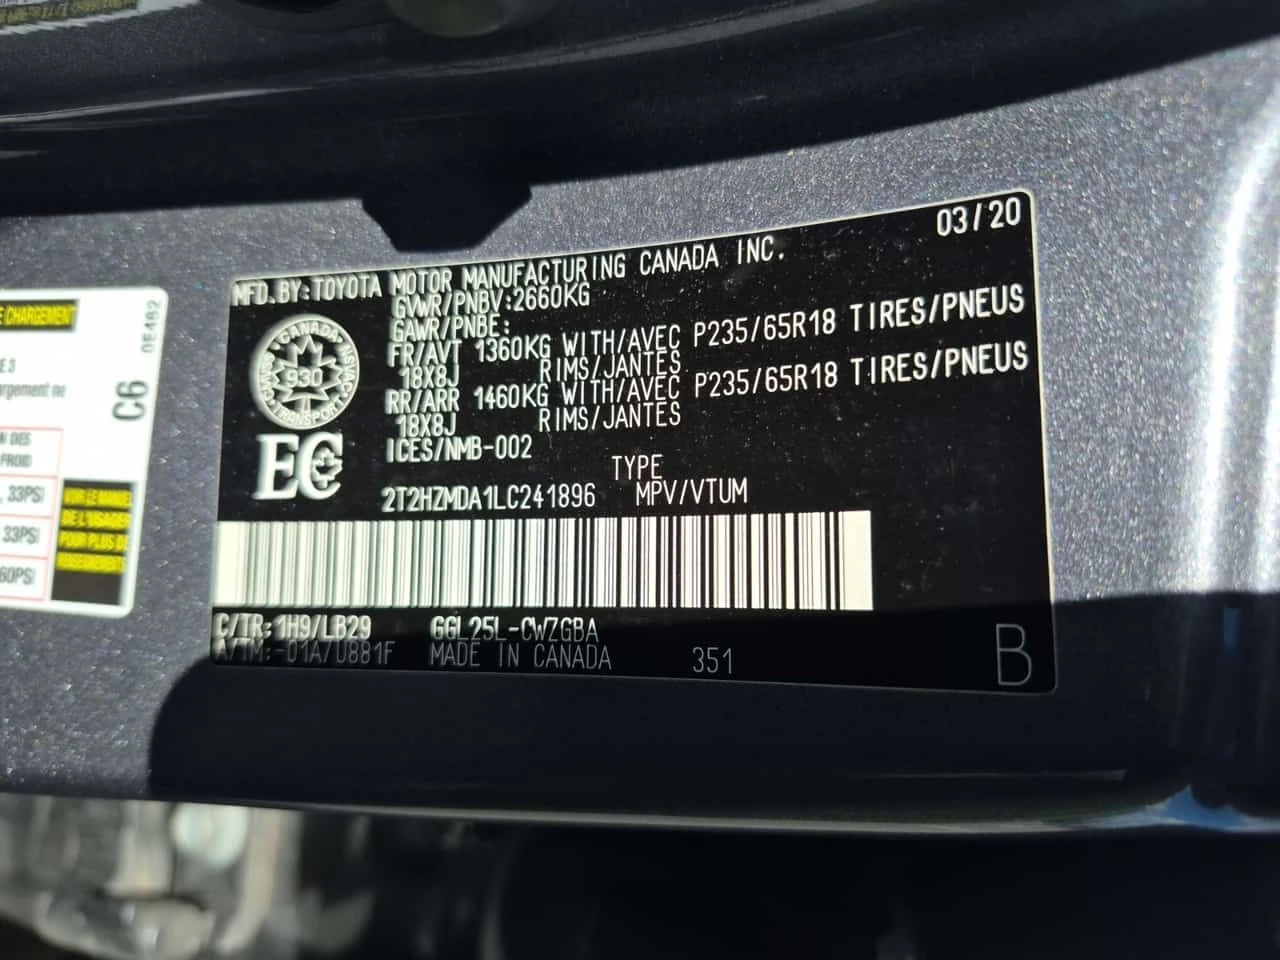 E CHARGEMENT
0E482
C6
33PSI
33PSI
60PSI
03/20
MFD.BY:TOYOTA MOTOR MANUFACTURING CANADA INC.
GVWR/PNBV:2660KG
GAWR/PNBE:
FR/AVT 1360KG WITH/AVEC P235/65R18 TIRES/PNEUS
18X8J RIMS/JANTES
RR/ARR 1460KG WITH/AVEC P235/65R18 TIRES/PNEUS
18X8J RIMS/JANTES
ICES/NMB-002
CANADA
930
TRANSPORT
EC
TYPE
2T2HZMDA1LC241896 MPV/VTUM
C/TR:1H9/LB29 GGL25L-CWZGBA
A/TM:-01A/U881F MADE IN CANADA 351
B